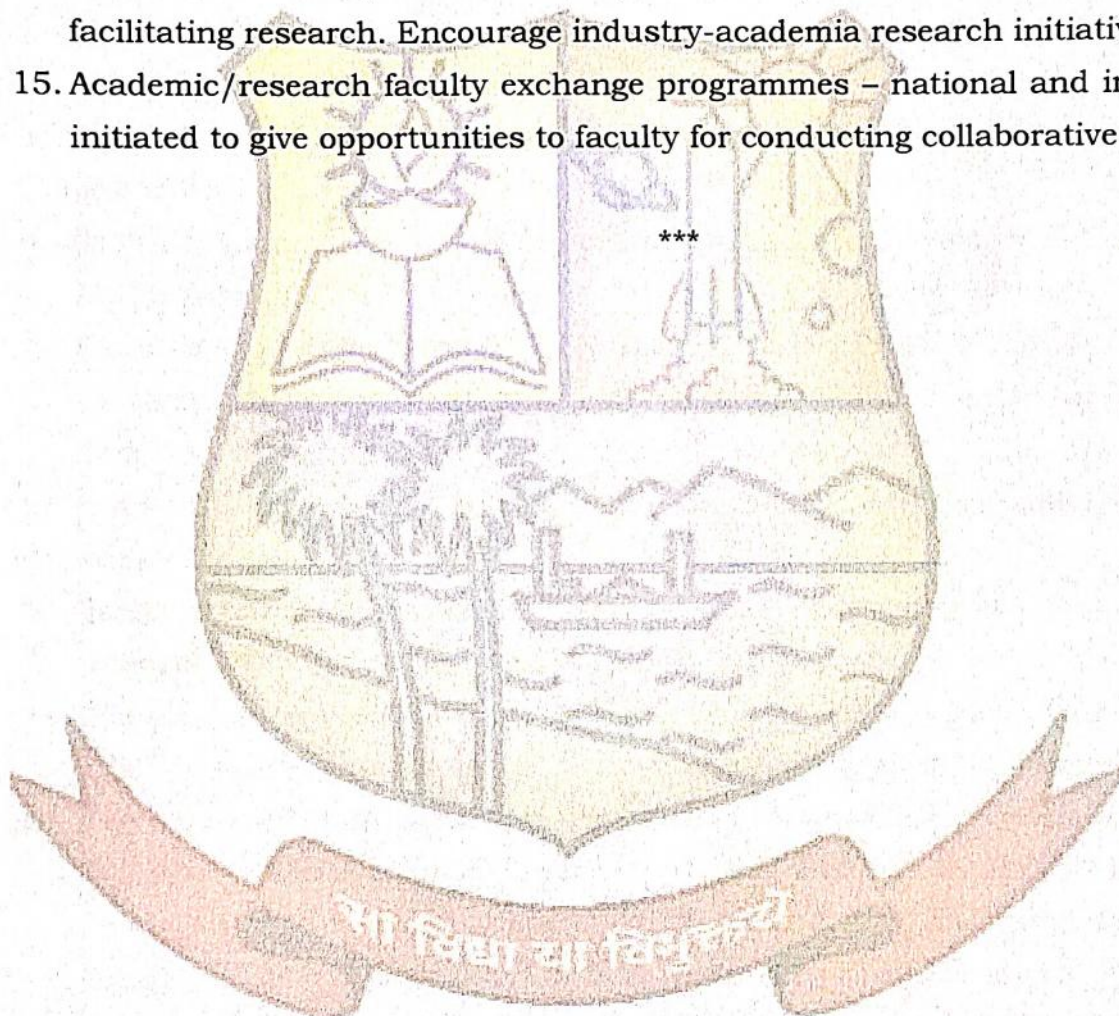 facilitating research. Encourage industry-academia research initiativ
15. Academic/research faculty exchange programmes – national and in
initiated to give opportunities to faculty for conducting collaborative
***